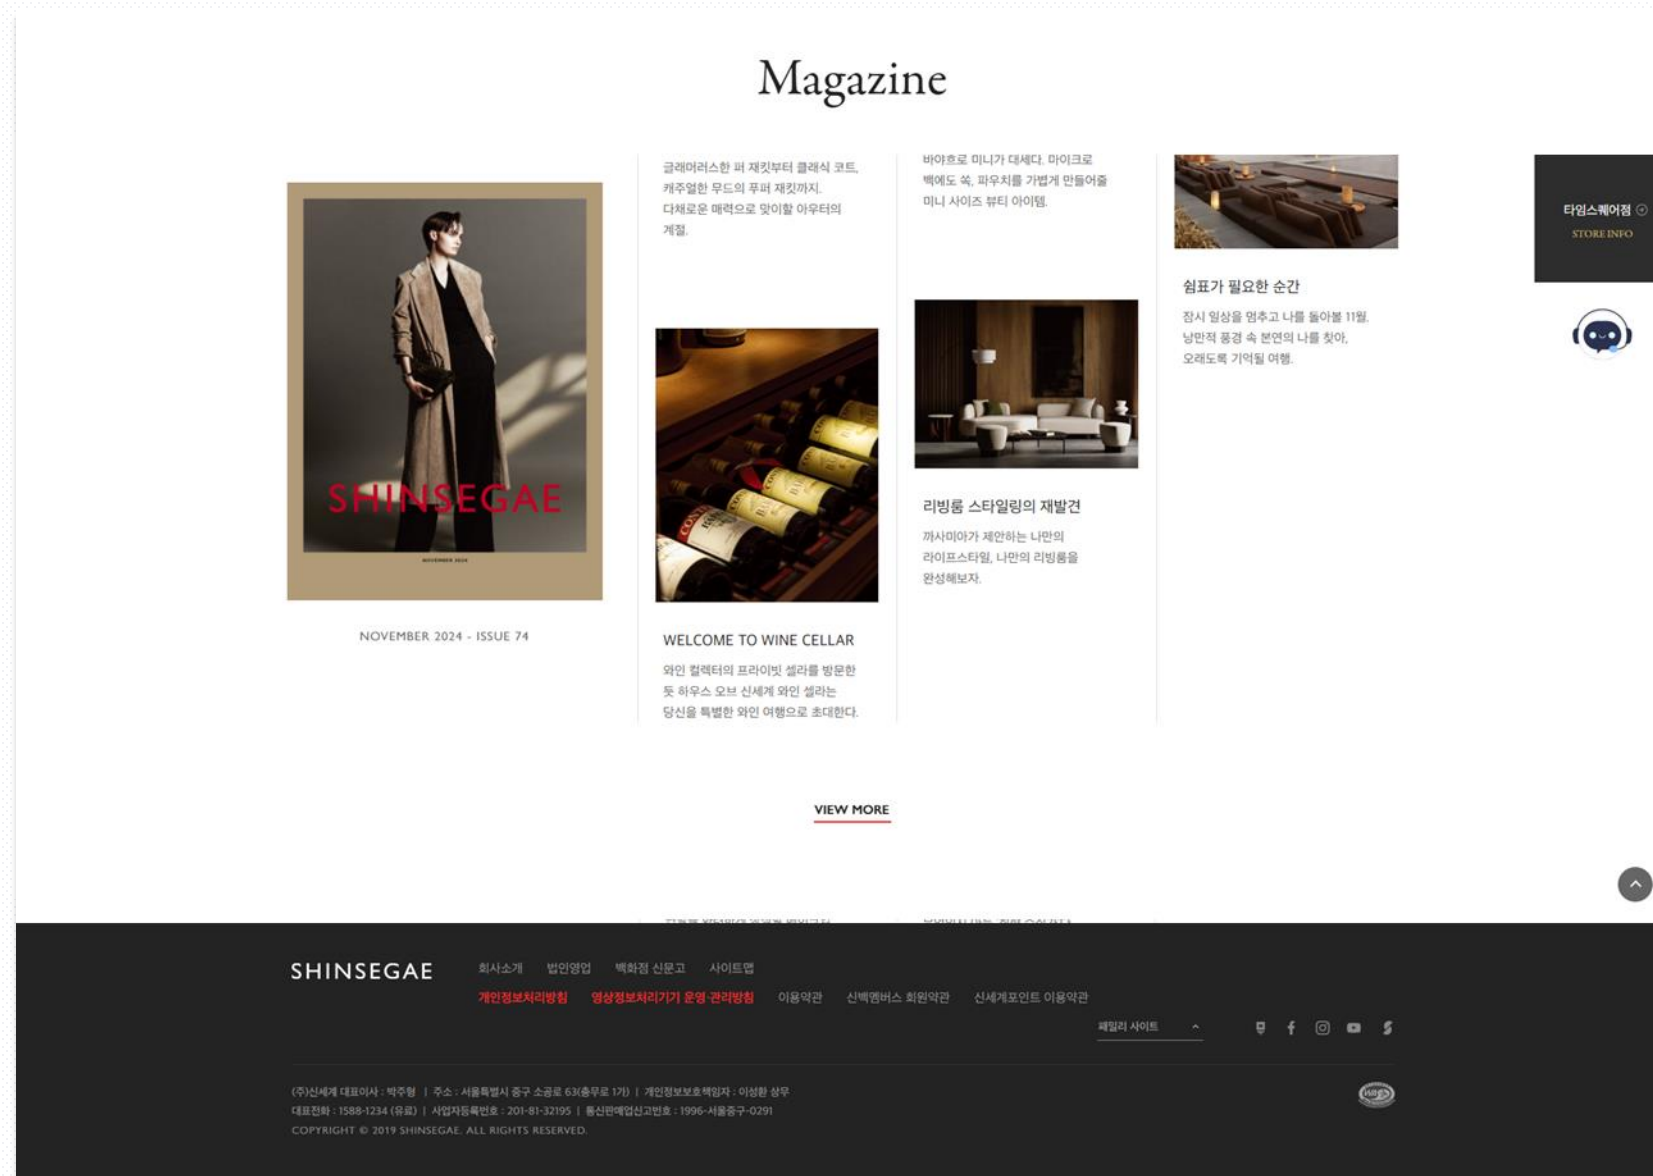 Magazine
SHINSEGAE
NOVEMBER 2024
NOVEMBER 2024 - ISSUE 74
글래머러스한 퍼 재킷부터 클래식 코트,
캐주얼한 무드의 푸퍼 재킷까지.
다채로운 매력으로 맞이할 아우터의
계절.
WELCOME TO WINE CELLAR
와인 컬렉터의 프라이빗 셀라를 방문한
듯 하우스 오브 신세계 와인 셀라는
당신을 특별한 와인 여행으로 초대한다.
바야흐로 미니가 대세다. 마이크로
백에도 쏙, 파우치를 가볍게 만들어줄
미니 사이즈 뷰티 아이템.
리빙룸 스타일링의 재발견
까사미아가 제안하는 나만의
라이프스타일, 나만의 리빙룸을
완성해보자.
쉼표가 필요한 순간
잠시 일상을 멈추고 나를 돌아볼 11월.
낭만적 풍경 속 본연의 나를 찾아,
오래도록 기억될 여행.
타임스퀘어점
STORE INFO
VIEW MORE
SHINSEGAE
회사소개 법인영업 백화점 신문고 사이트맵
개인정보처리방침 영상정보처리기기 운영·관리방침 이용약관 신백멤버스 회원약관 신세계포인트 이용약관
패밀리 사이트
(주)신세계 대표이사 : 박주형 | 주소 : 서울특별시 중구 소공로 63(충무로 1가) | 개인정보보호책임자 : 이성환 상무
대표전화 : 1588-1234 (유료) | 사업자등록번호 : 201-81-32195 | 통신판매업신고번호 : 1996-서울중구-0291
COPYRIGHT © 2019 SHINSEGAE. ALL RIGHTS RESERVED.